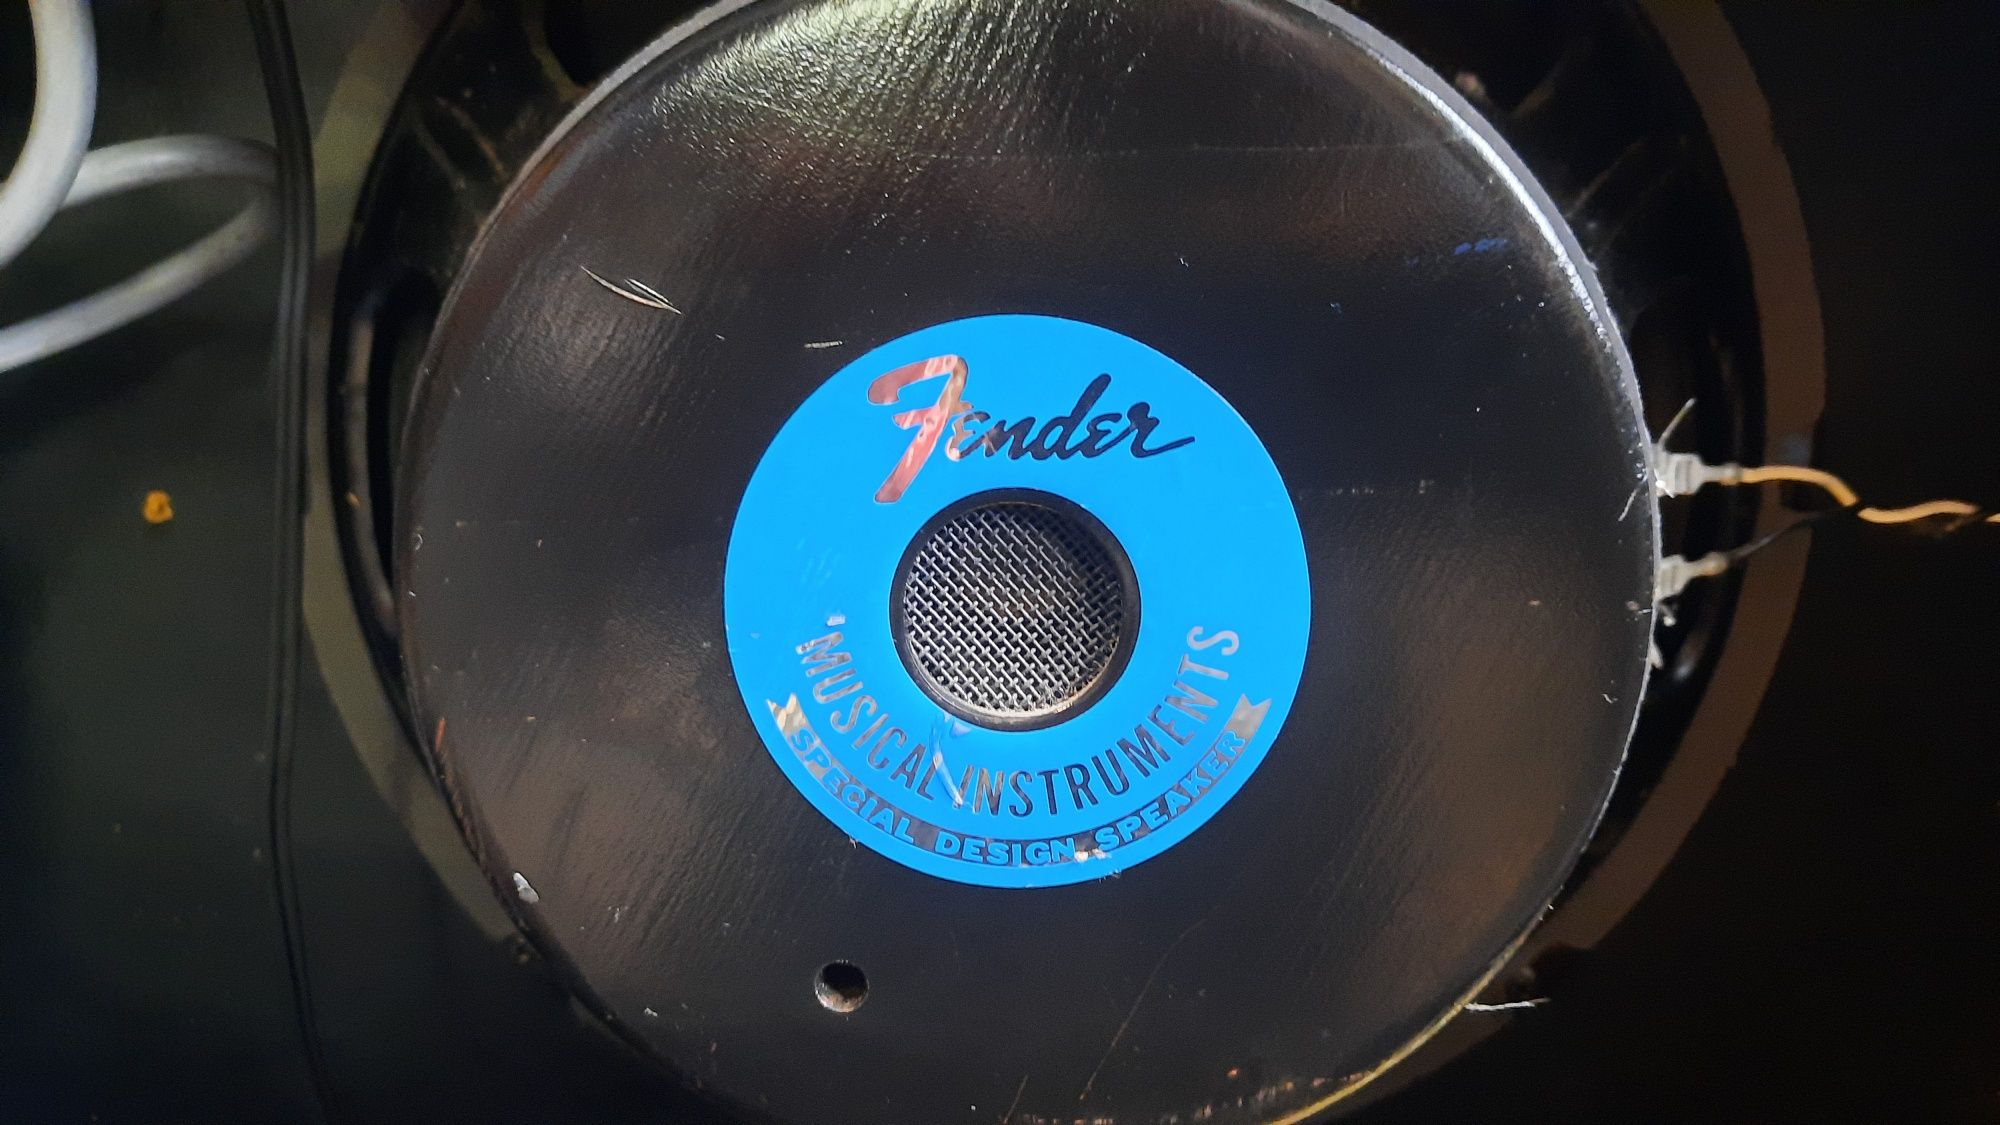 Fender
MUSICAL INSTRUMENTS
SPECIAL DESIGN SPEAKER